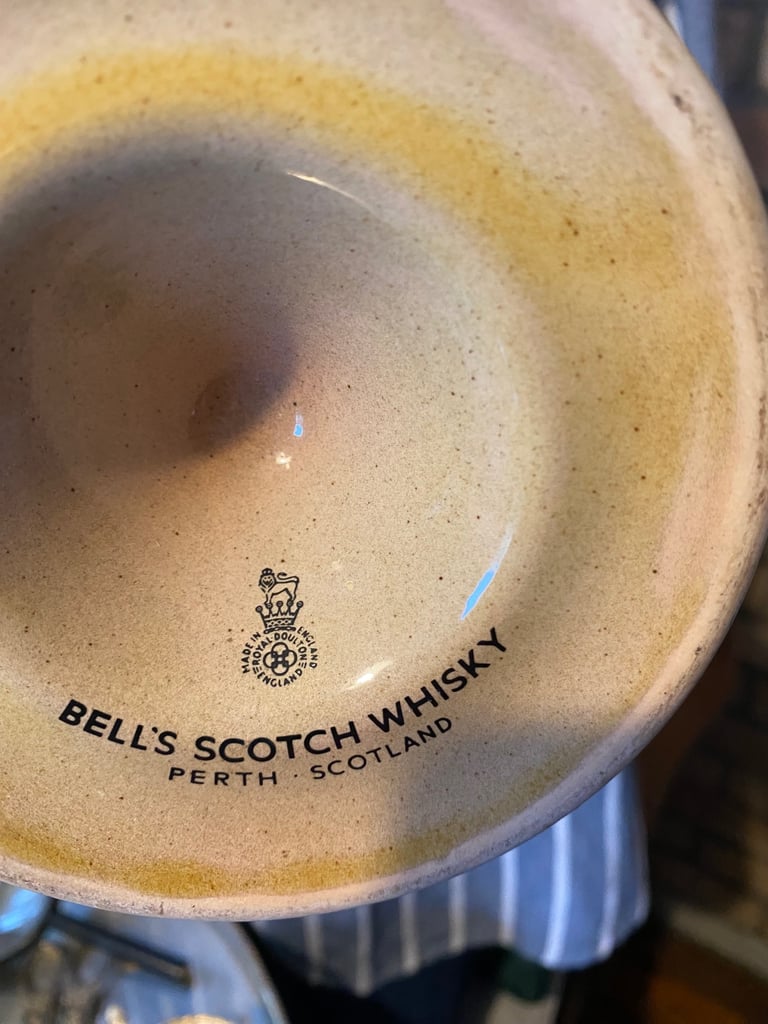 MADE IN ENGLAND
ROYAL·DOULTON
ENGLAND
BELL'S SCOTCH WHISKY
PERTH · SCOTLAND